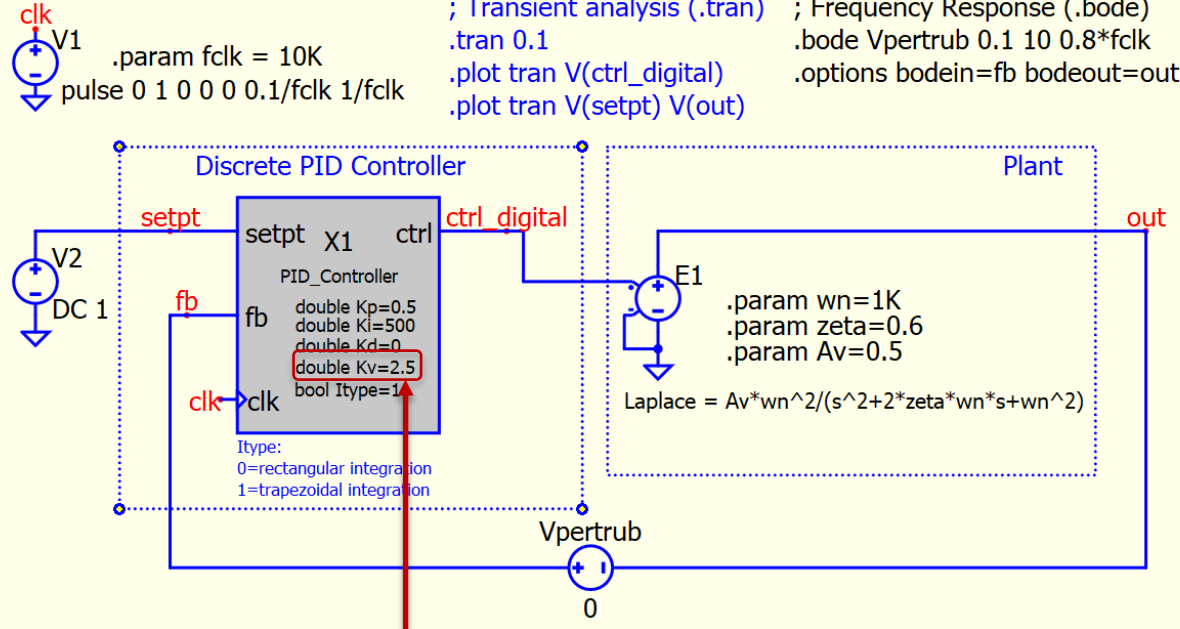 clk
V1
.param fclk = 10K
pulse 0 1 0 0 0 0.1/fclk 1/fclk
; Transient analysis (.tran)
.tran 0.1
.plot tran V(ctrl_digital)
.plot tran V(setpt) V(out)
; Frequency Response (.bode)
.bode Vpertrub 0.1 10 0.8*fclk
.options bodein=fb bodeout=out
Discrete PID Controller
Plant
setpt
V2
DC 1
fb
clk
setpt
X1
ctrl
PID_Controller
fb
double Kp=0.5
double Ki=500
double Kd=0
double Kv=2.5
bool Itype=1
clk
Itype:
0=rectangular integration
1=trapezoidal integration
ctrl_digital
E1
.param wn=1K
.param zeta=0.6
.param Av=0.5
Laplace = Av*wn^2/(s^2+2*zeta*wn*s+wn^2)
out
Vpertrub
0